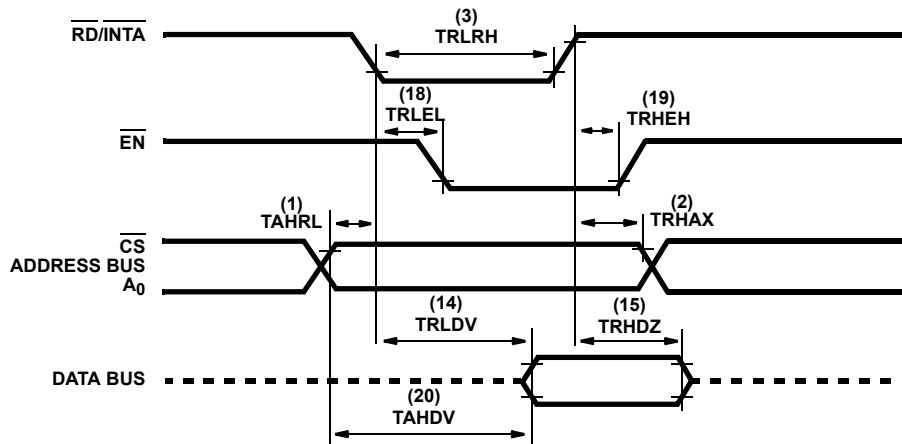 (3)
RD/INTA
TRLRH
(18)
TRLEL
(19)
TRHEH
EN
(1)
TAHRL
(2)
TRHAX
CS
ADDRESS BUS
A0
(14)
TRLDV
(15)
TRHDZ
DATA BUS
(20)
TAHDV